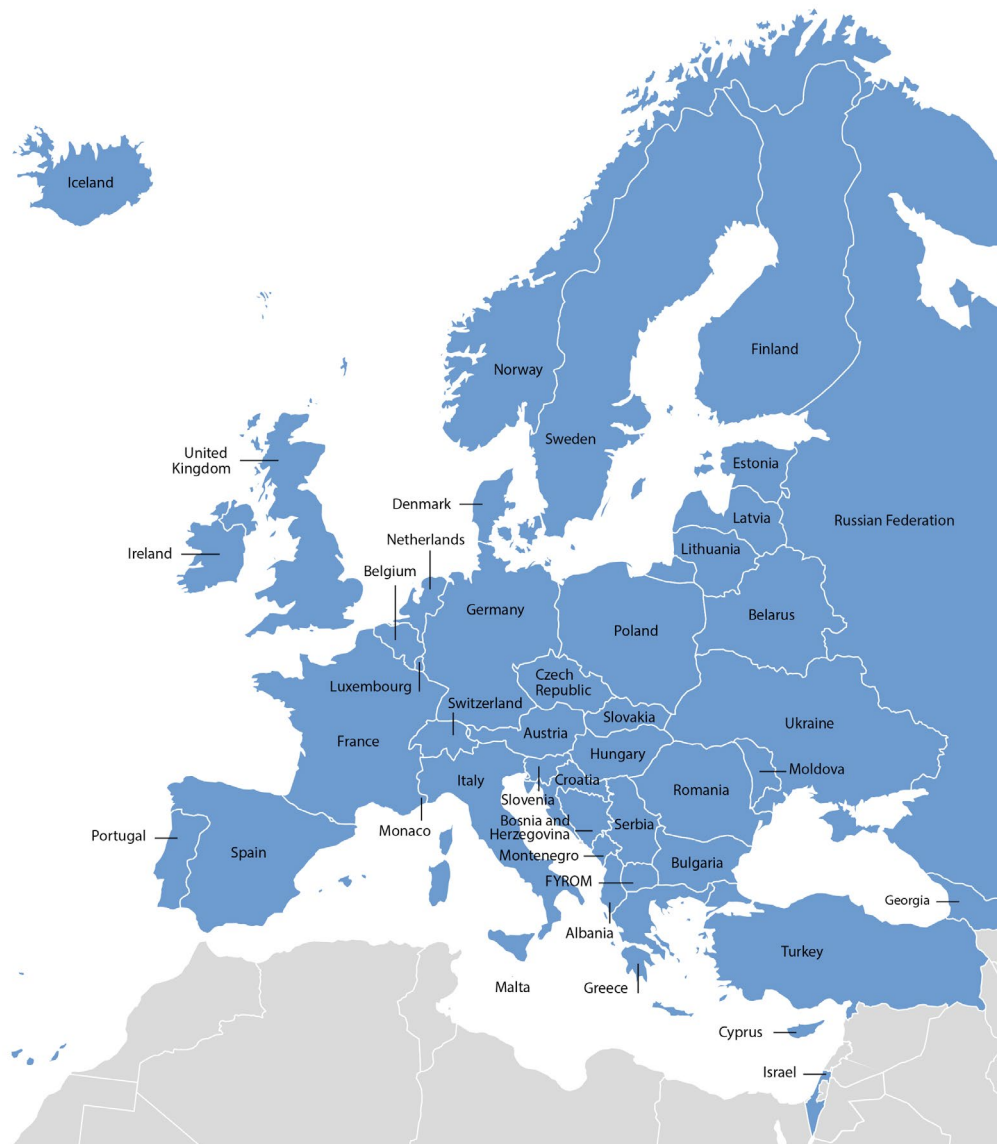 Iceland
Norway
Finland
Sweden
United
Kingdom
Estonia
Denmark
Latvia
Russian Federation
Netherlands
Lithuania
Ireland
Belgium
Germany
Belarus
Poland
Czech
Republic
Luxembourg
Switzerland
Slovakia
Ukraine
Austria
France
Hungary
Moldova
Italy
Croatia
Romania
Slovenia
Bosnia and
Herzegovina
Serbia
Monaco
Portugal
Spain
Montenegro
Bulgaria
FYROM
Georgia
Albania
Turkey
Malta
Greece
Cyprus
Israel